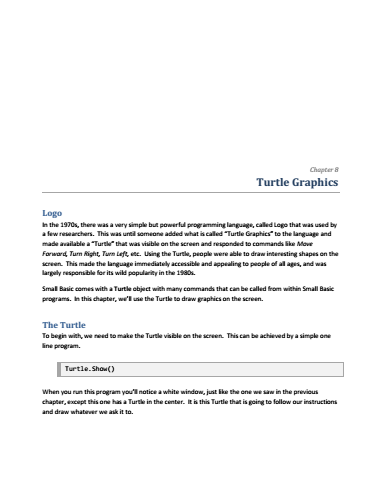 Chapter 8
Turtle Graphics
Logo
In the 1970s, there was a very simple but powerful programming language, called Logo that was used by
a few researchers. This was until someone added what is called "Turtle Graphics" to the language and
made available a "Turtle" that was visible on the screen and responded to commands like Move
Forward, Turn Right, Turn Left, etc. Using the Turtle, people were able to draw interesting shapes on the
screen. This made the language immediately accessible and appealing to people of all ages, and was
largely responsible for its wild popularity in the 1980s.
Small Basic comes with a Turtle object with many commands that can be called from within Small Basic
programs. In this chapter, we'll use the Turtle to draw graphics on the screen.
The Turtle
To begin with, we need to make the Turtle visible on the screen. This can be achieved by a simple one
line program.
Turtle.Show()
When you run this program you'll notice a white window, just like the one we saw in the previous
chapter, except this one has a Turtle in the center. It is this Turtle that is going to follow our instructions
and draw whatever we ask it to.